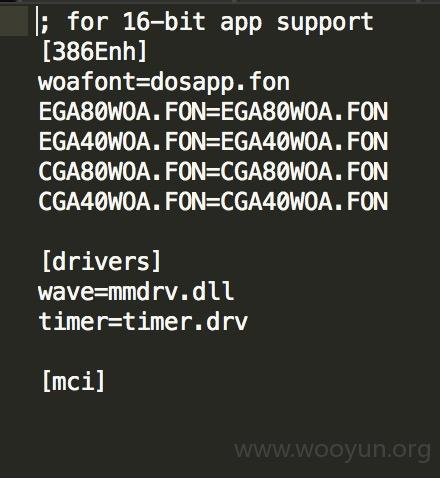 ; for 16-bit app support
[386Enh]
woafont=dosapp.fon
EGA80WOA.FON=EGA80WOA.FON
EGA40WOA.FON=EGA40WOA.FON
CGA80WOA.FON=CGA80WOA.FON
CGA40WOA.FON=CGA40WOA.FON
[drivers]
wave=mmdrv.dll
timer=timer.drv
[mci]
www.wooyun.org